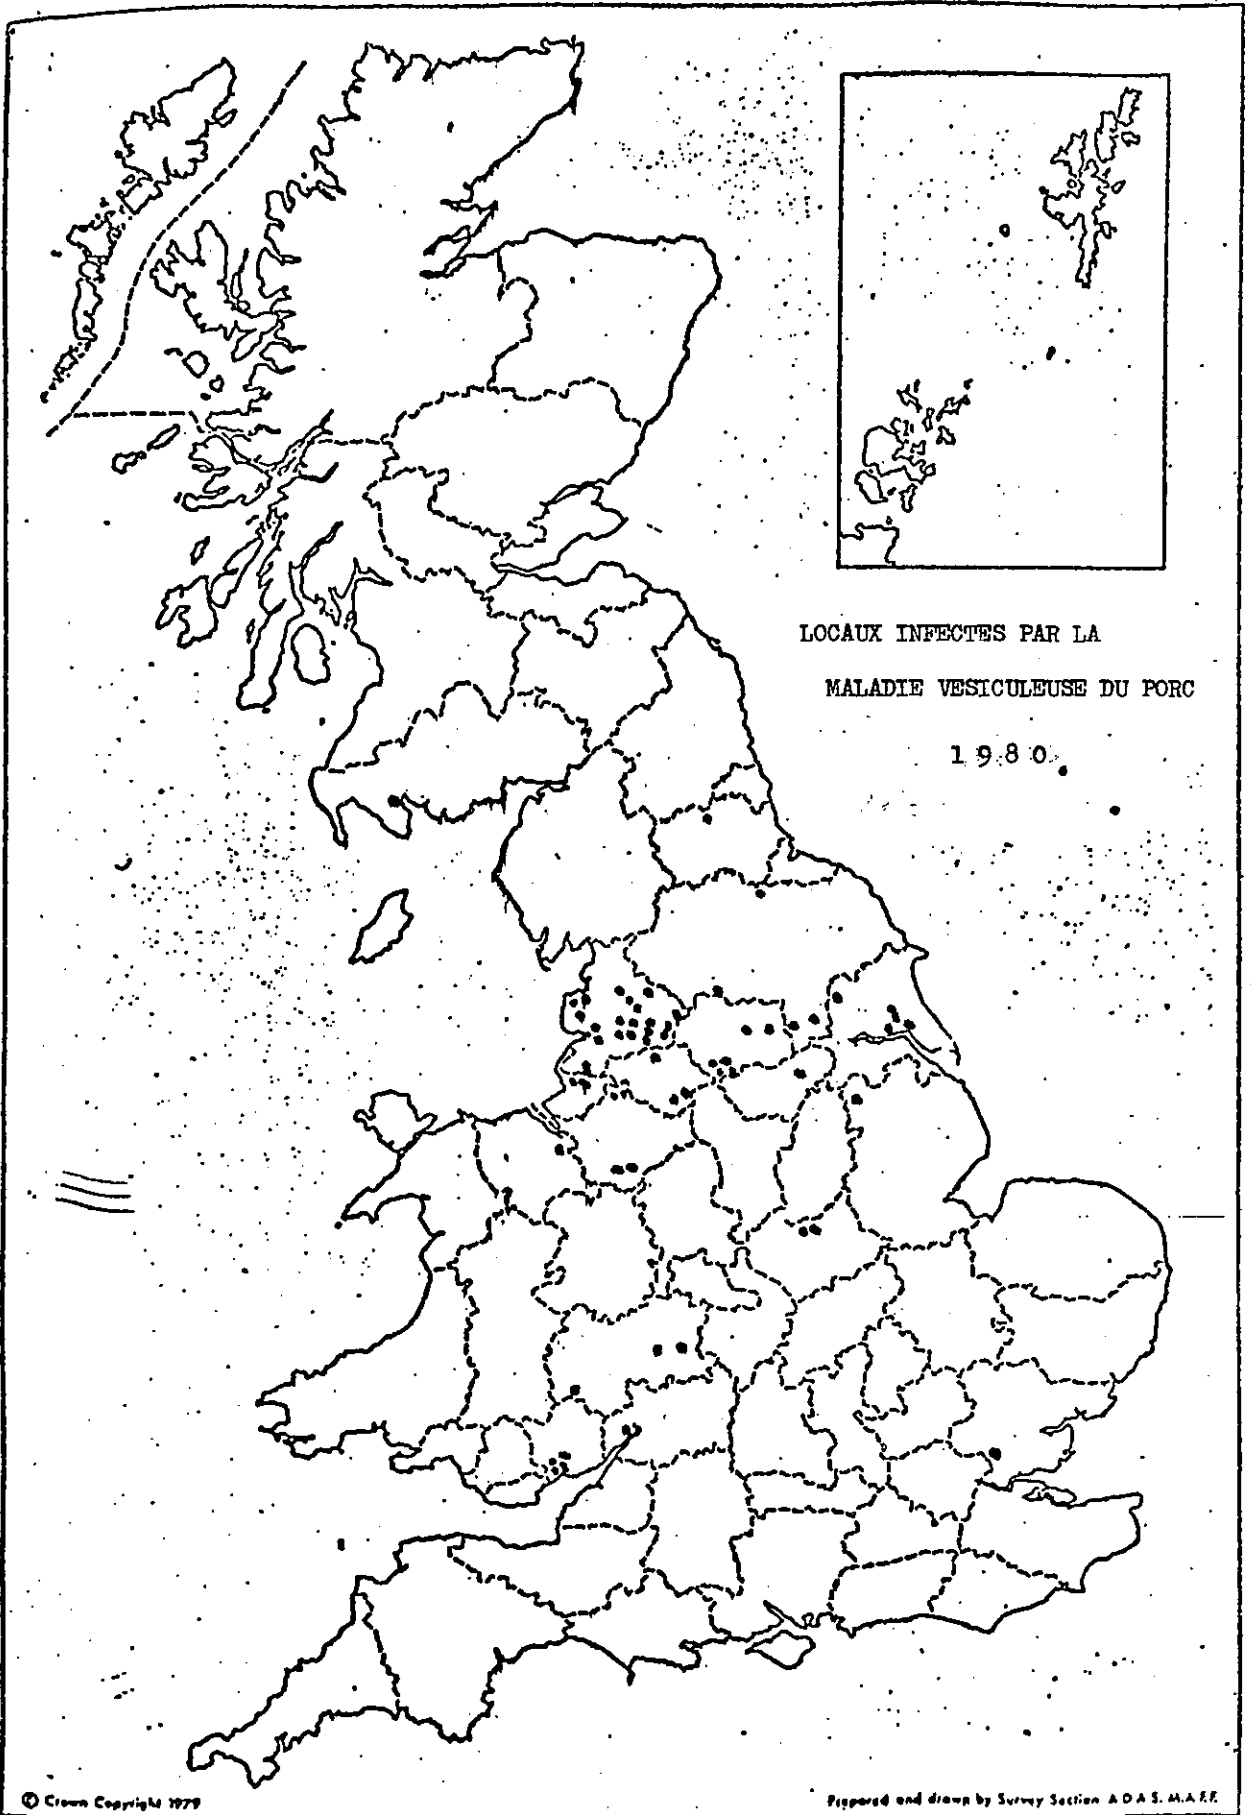 LOCAUX INFECTES PAR LA
MALADIE VESICULEUSE DU PORC
1980
© Crown Copyright 1979
Prepared and drawn by Survey Section A.D.A.S. M.A.F.F.